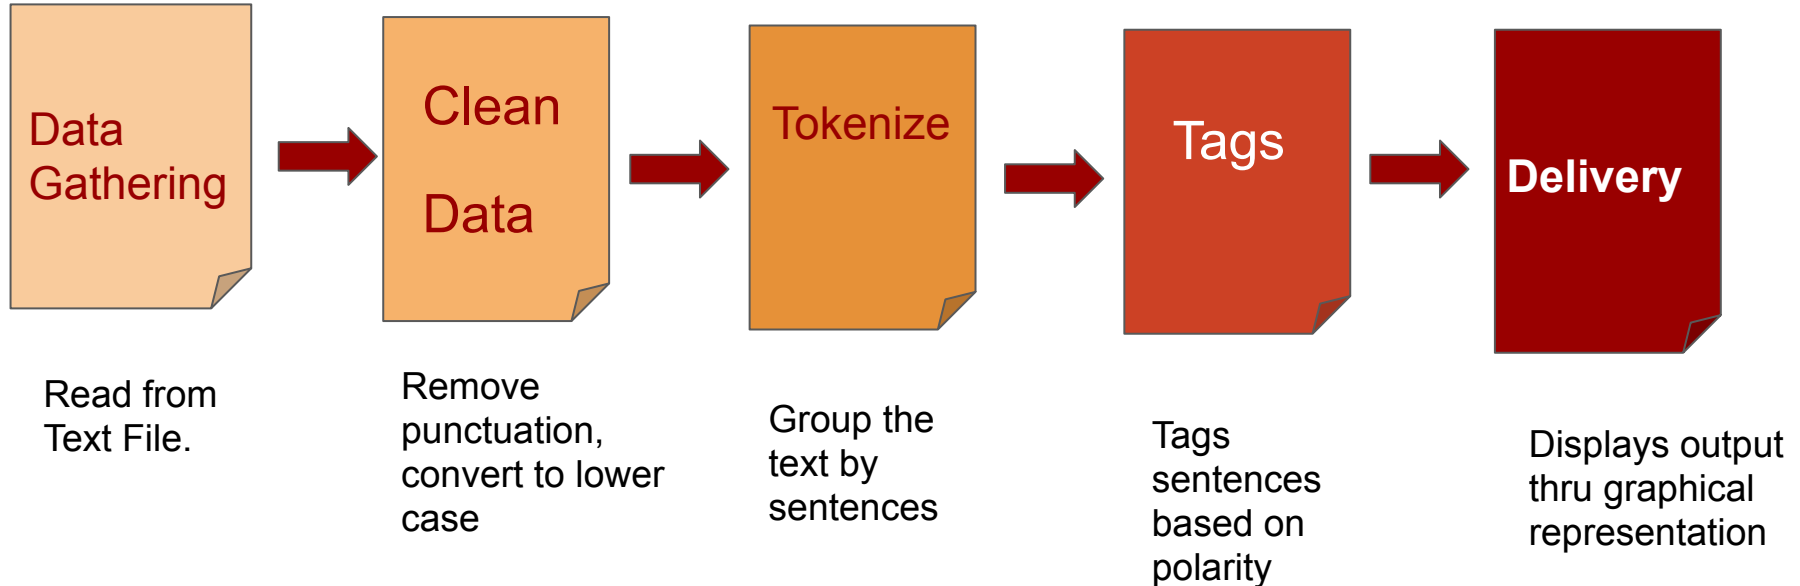 Data
Gathering
Clean
Data
Tokenize
Tags
Delivery
Read from
Text File.
Remove
punctuation,
convert to lower
case
Group the
text by
sentences
Tags
sentences
based on
polarity
Displays output
thru graphical
representation